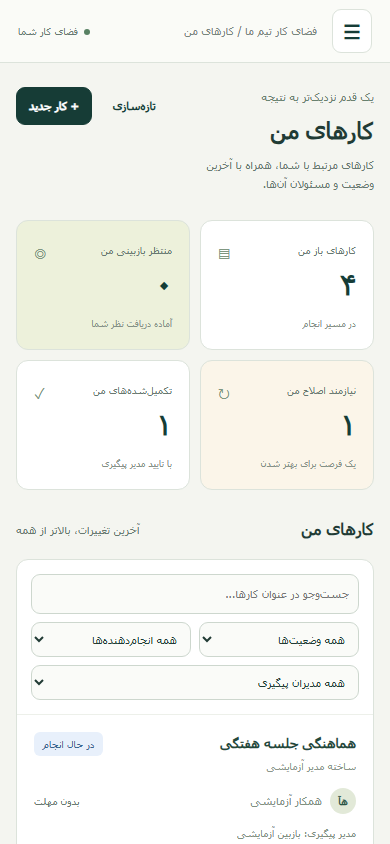 فضای کار تیم ما / کارهای من
فضای کار شما
یک قدم نزدیک‌تر به نتیجه
کارهای من
کارهای مرتبط با شما، همراه با آخرین
وضعیت و مسئولان آن‌ها.
تازه‌سازی
+ کار جدید
کارهای باز من
۴
در مسیر انجام
منتظر بازبینی من
۰
آماده دریافت نظر شما
نیازمند اصلاح من
۱
یک فرصت برای بهتر شدن
تکمیل‌شده‌های من
۱
با تایید مدیر پیگیری
کارهای من
آخرین تغییرات، بالاتر از همه
جست‌وجو در عنوان کارها...
همه وضعیت‌ها
همه انجام‌دهنده‌ها
همه مدیران پیگیری
هماهنگی جلسه هفتگی
در حال انجام
ساخته مدیر آزمایشی
هآ
همکار آزمایشی
بدون مهلت
مدیر پیگیری: بازبین آزمایشی